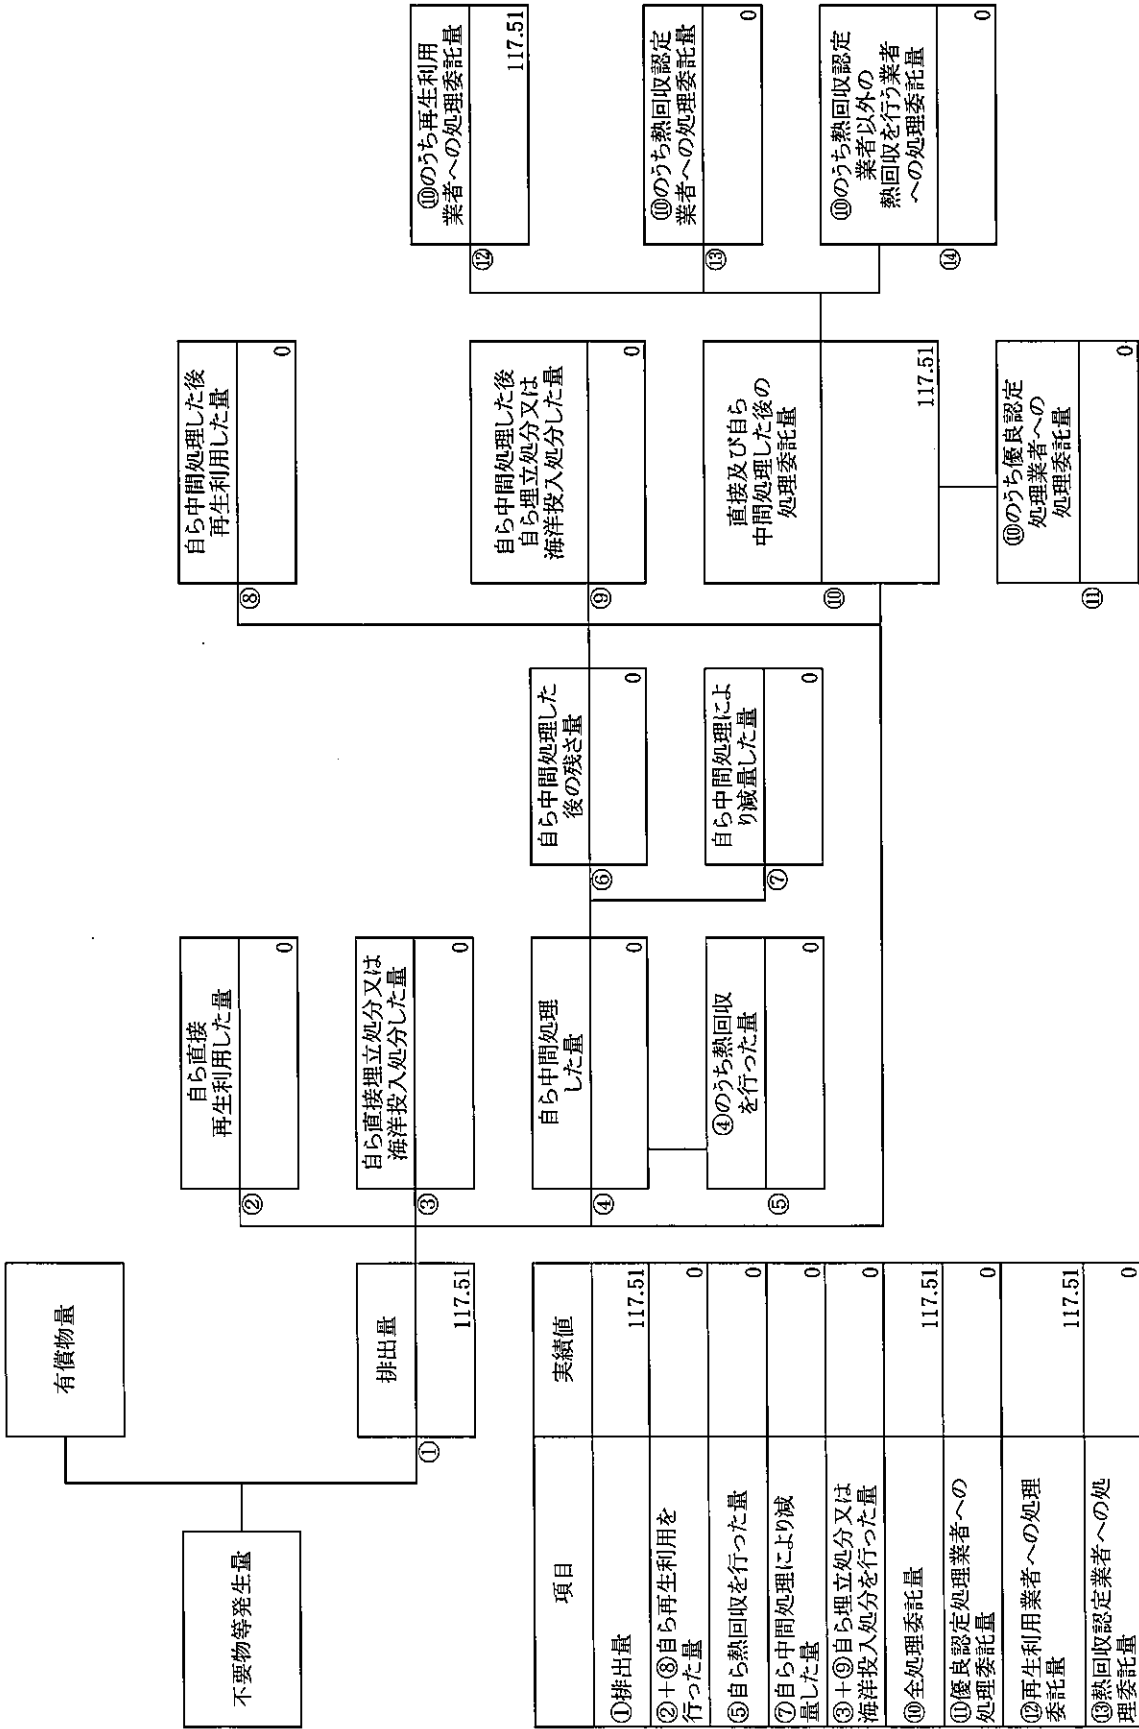 不要物等発生量
有償物量
①
排出量
117.51
②
自ら直接
再生利用した量
0
③
自ら直接埋立処分又は
海洋投入処分した量
0
④
自ら中間処理
した量
0
⑤
④のうち熱回収
を行った量
0
⑥
自ら中間処理した
後の残さ量
0
⑦
自ら中間処理によ
り減量した量
0
⑧
自ら中間処理した後
再生利用した量
0
⑨
自ら中間処理した後
自ら埋立処分又は
海洋投入処分した量
0
⑩
直接及び自ら
中間処理した後の
処理委託量
117.51
⑪
⑩のうち優良認定
処理業者への
処理委託量
0
⑫
⑩のうち再生利用
業者への処理委託量
117.51
⑬
⑩のうち熱回収認定
業者への処理委託量
0
⑭
⑩のうち熱回収認定
業者以外の
熱回収を行う業者
への処理委託量
0
項目 実績値
①排出量 117.51
②+⑧自ら再生利用を
行った量 0
⑤自ら熱回収を行った量 0
⑦自ら中間処理により減
量した量 0
③+⑨自ら埋立処分又は
海洋投入処分を行った量 0
⑩全処理委託量 117.51
⑪優良認定処理業者への
処理委託量 0
⑫再生利用業者への処理
委託量 117.51
⑬熱回収認定業者への処
理委託量 0